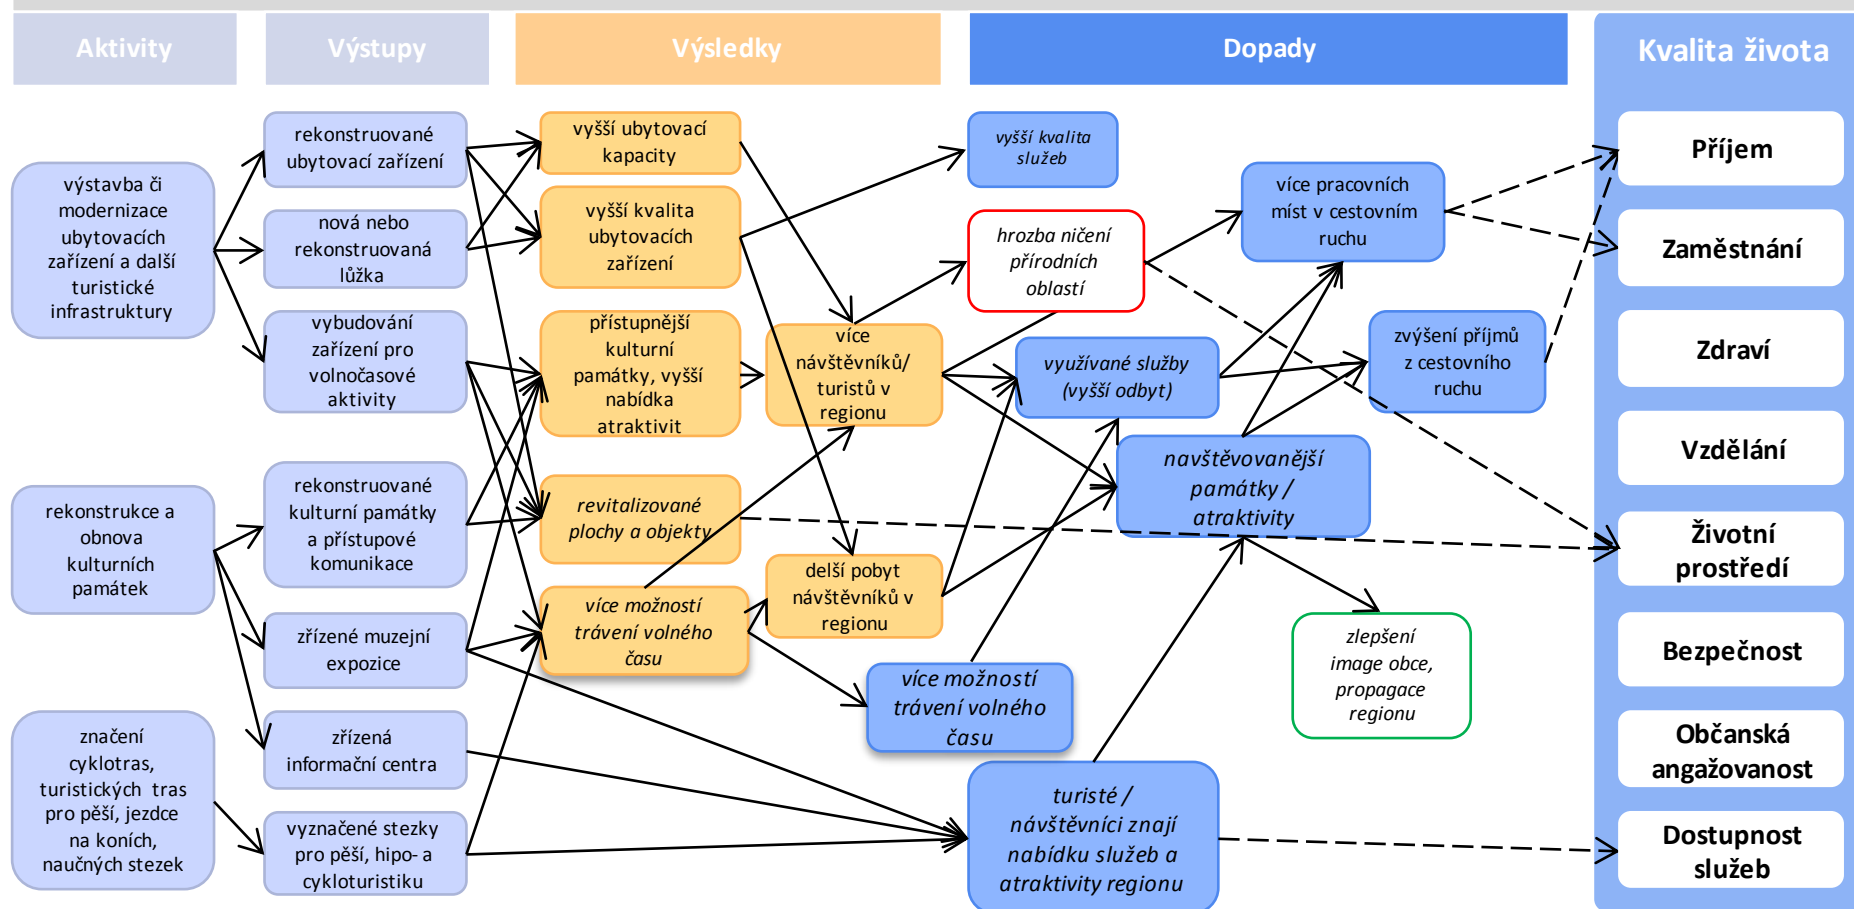 Aktivity
Výstupy
Výsledky
Dopady
Kvalita života
výstavba či
modernizace
ubytovacích
zařízení a další
turistické
infrastruktury
rekonstrukce a
obnova
kulturních
památek
značení
cyklotras,
turistických tras
pro pěší, jezdce
na koních,
naučných stezek
rekonstruované
ubytovací zařízení
nová nebo
rekonstruovaná
lůžka
vybudování
zařízení pro
volnočasové
aktivity
rekonstruované
kulturní památky
a přístupové
komunikace
zřízené muzejní
expozice
zřízená
informační centra
vyznačené stezky
pro pěší, hipo- a
cykloturistiku
vyšší ubytovací
kapacity
vyšší kvalita
ubytovacích
zařízení
přístupnější
kulturní
památky, vyšší
nabídka
atraktivit
revitalizované
plochy a objekty
více možností
trávení volného
času
více
návštěvníků/
turistů v
regionu
delší pobyt
návštěvníků v
regionu
vyšší kvalita
služeb
hrozba ničení
přírodních
oblastí
využívané služby
(vyšší odbyt)
navštěvovanější
památky /
atraktivity
více možností
trávení volného
času
turisté /
návštěvníci znají
nabídku služeb a
atraktivity regionu
více pracovních
míst v cestovním
ruchu
zvýšení příjmů
z cestovního
ruchu
zlepšení
image obce,
propagace
regionu
Příjem
Zaměstnání
Zdraví
Vzdělání
Životní
prostředí
Bezpečnost
Občanská
angažovanost
Dostupnost
služeb